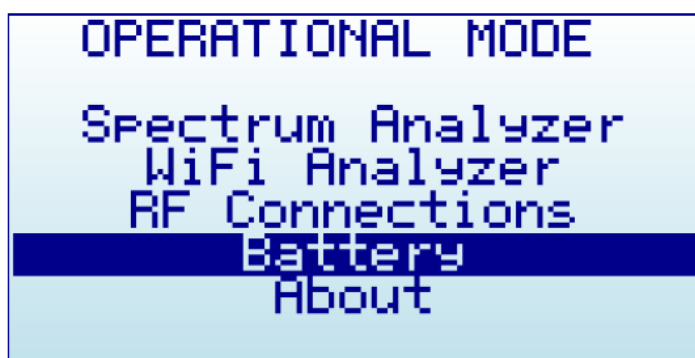 OPERATIONAL MODE
Spectrum Analyzer
WiFi Analyzer
RF Connections
Battery
About